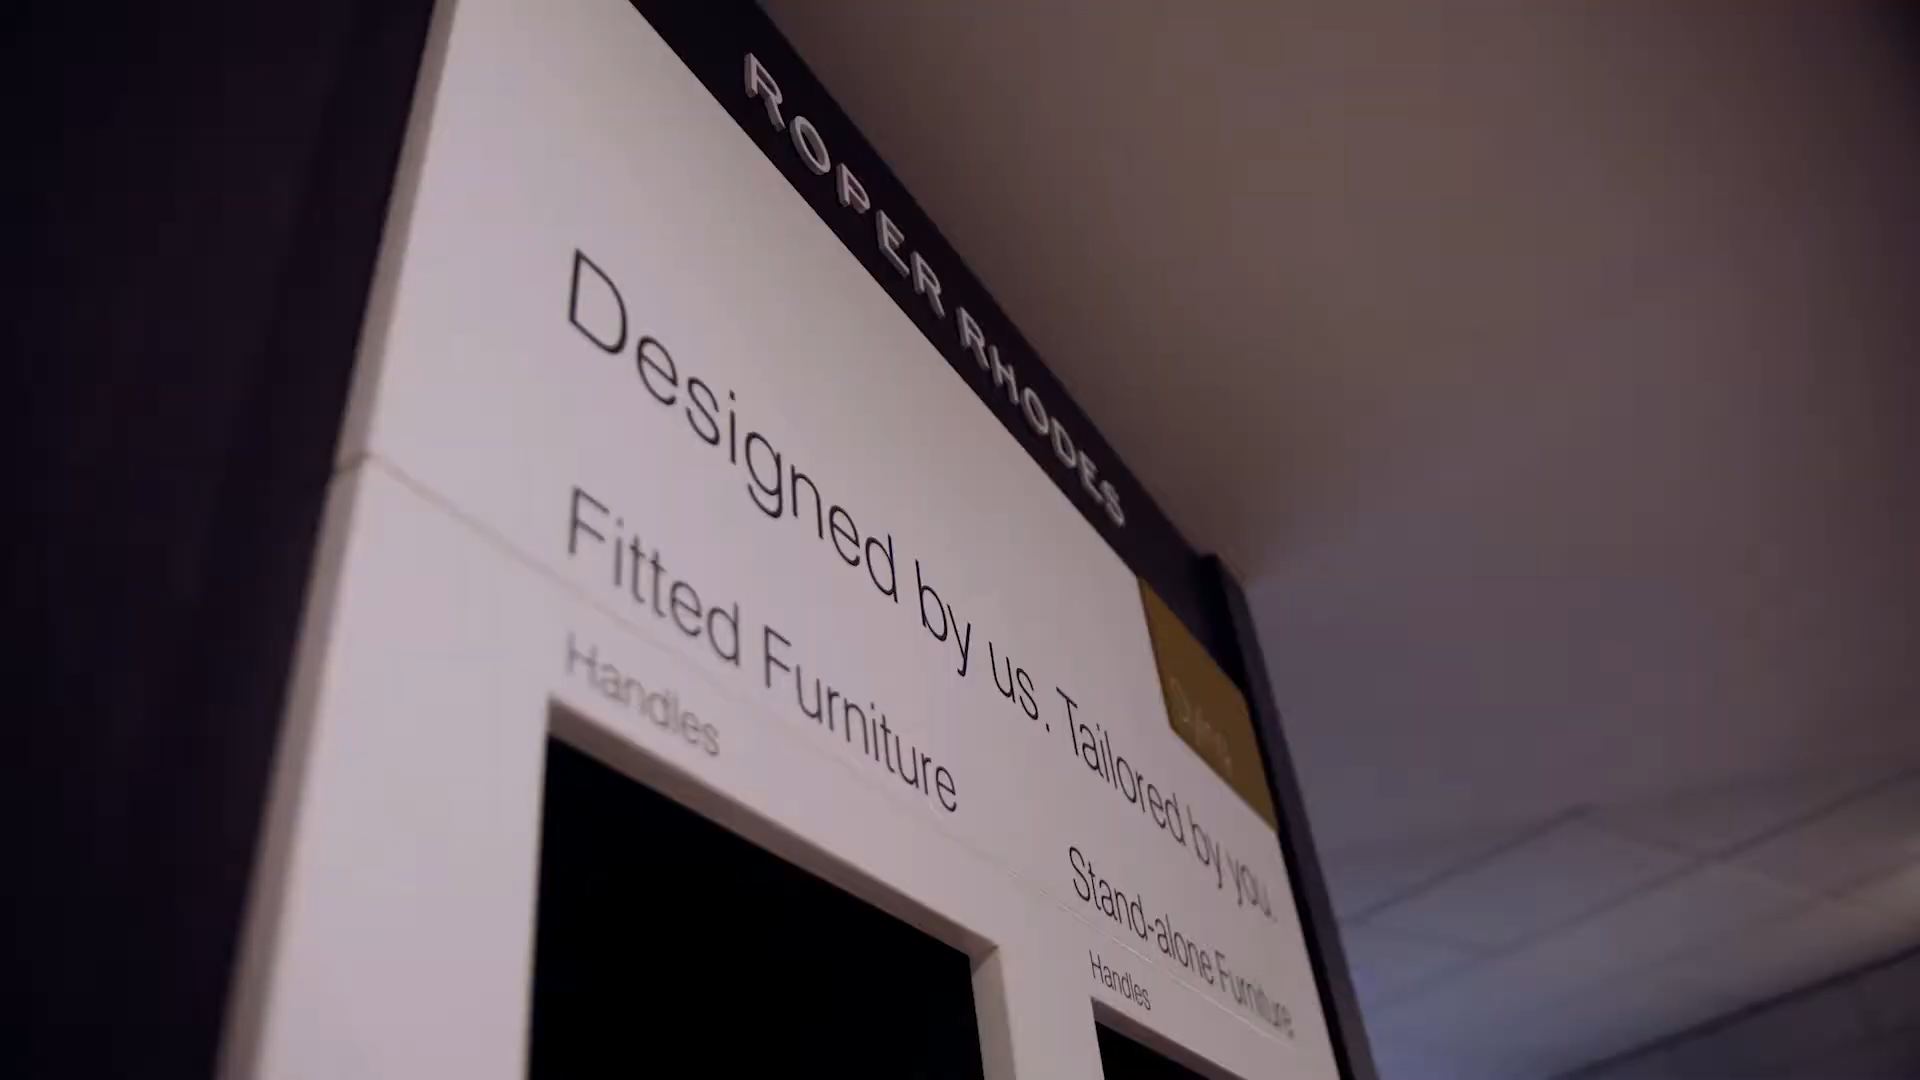 ROPER RHODES
Designed by us. Tailored by you.
Fitted Furniture
Handles
Stand-alone Furniture
Handles